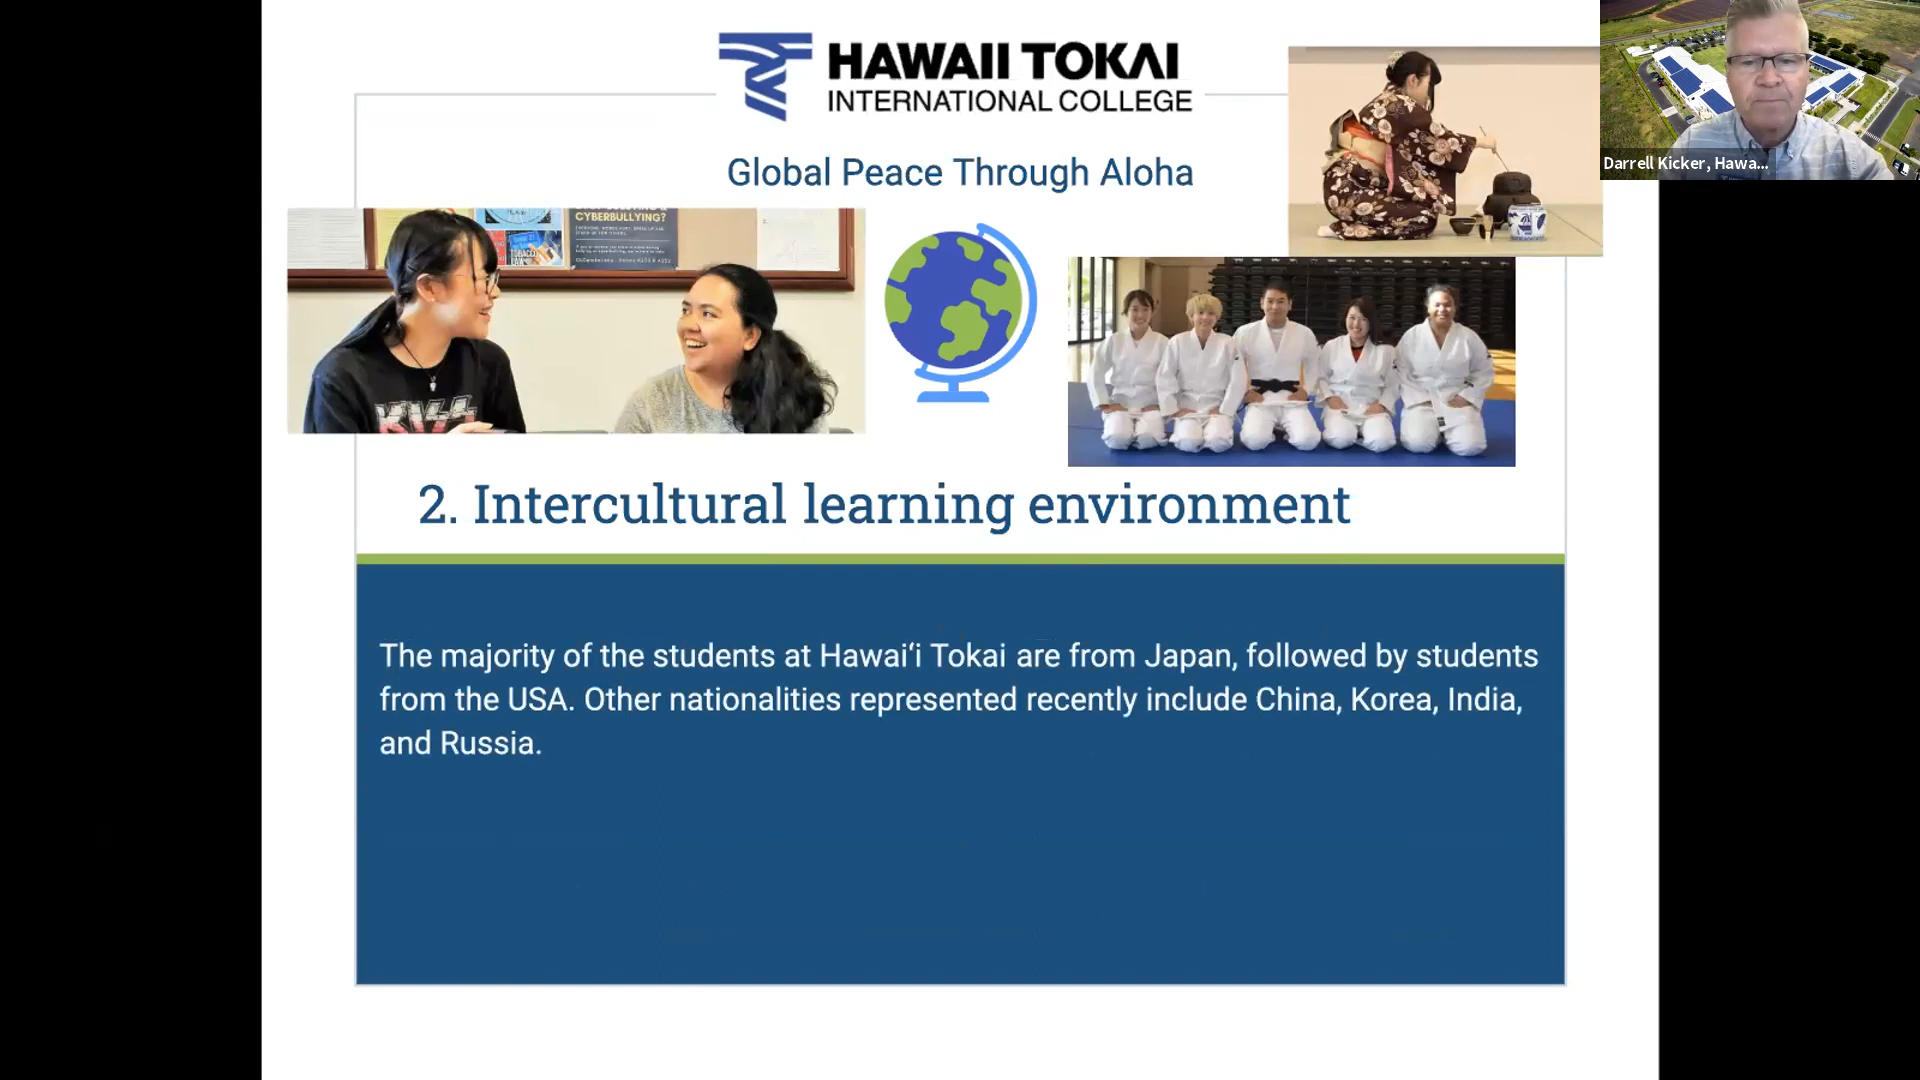 HAWAII TOKAI
INTERNATIONAL COLLEGE
Global Peace Through Aloha
Darrell Kicker, Hawa...
CYBERBULLYING?
KILL
2. Intercultural learning environment
The majority of the students at Hawaiʻi Tokai are from Japan, followed by students
from the USA. Other nationalities represented recently include China, Korea, India,
and Russia.